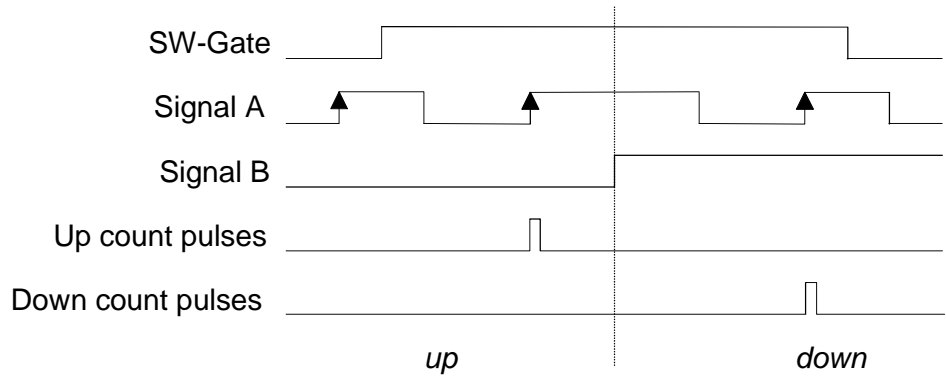 SW-Gate
Signal A
Signal B
Up count pulses
Down count pulses
up
down